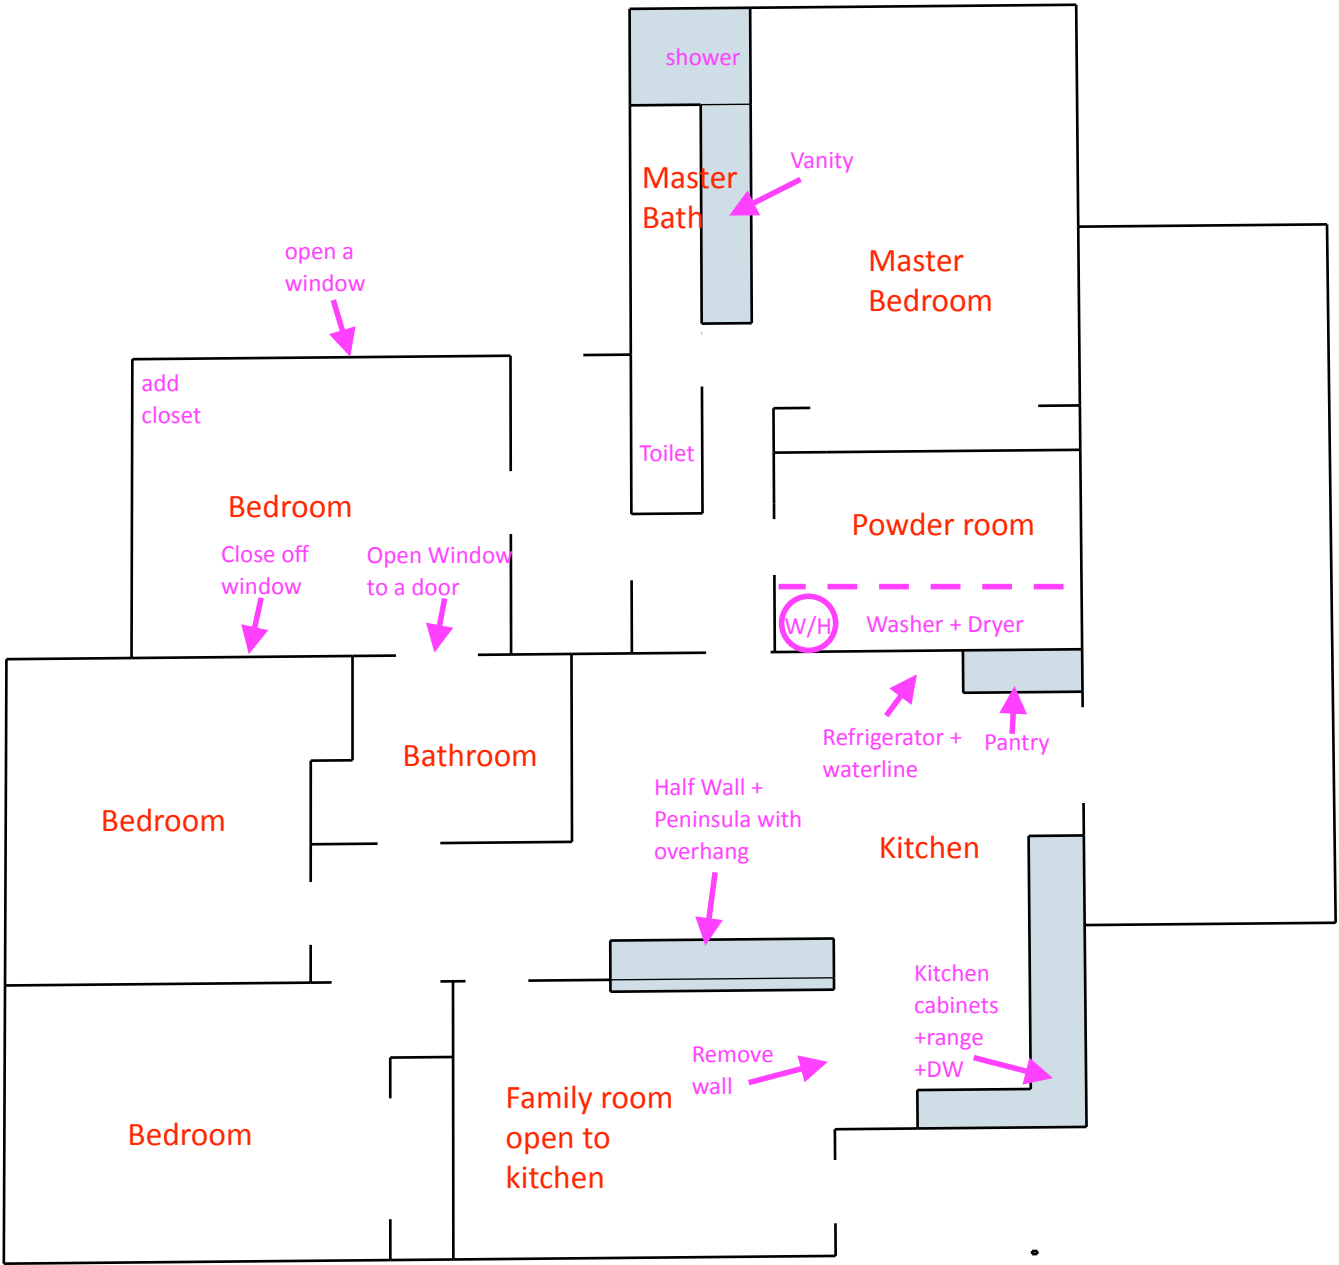 shower
Vanity
Master
Bath
open a
window
Master
Bedroom
add
closet
Toilet
Bedroom
Powder room
Close off
window
Open Window
to a door
W/H
Washer + Dryer
Refrigerator +
waterline
Pantry
Bathroom
Half Wall +
Peninsula with
overhang
Bedroom
Kitchen
Kitchen
cabinets
+range
+DW
Remove
wall
Family room
open to
kitchen
Bedroom